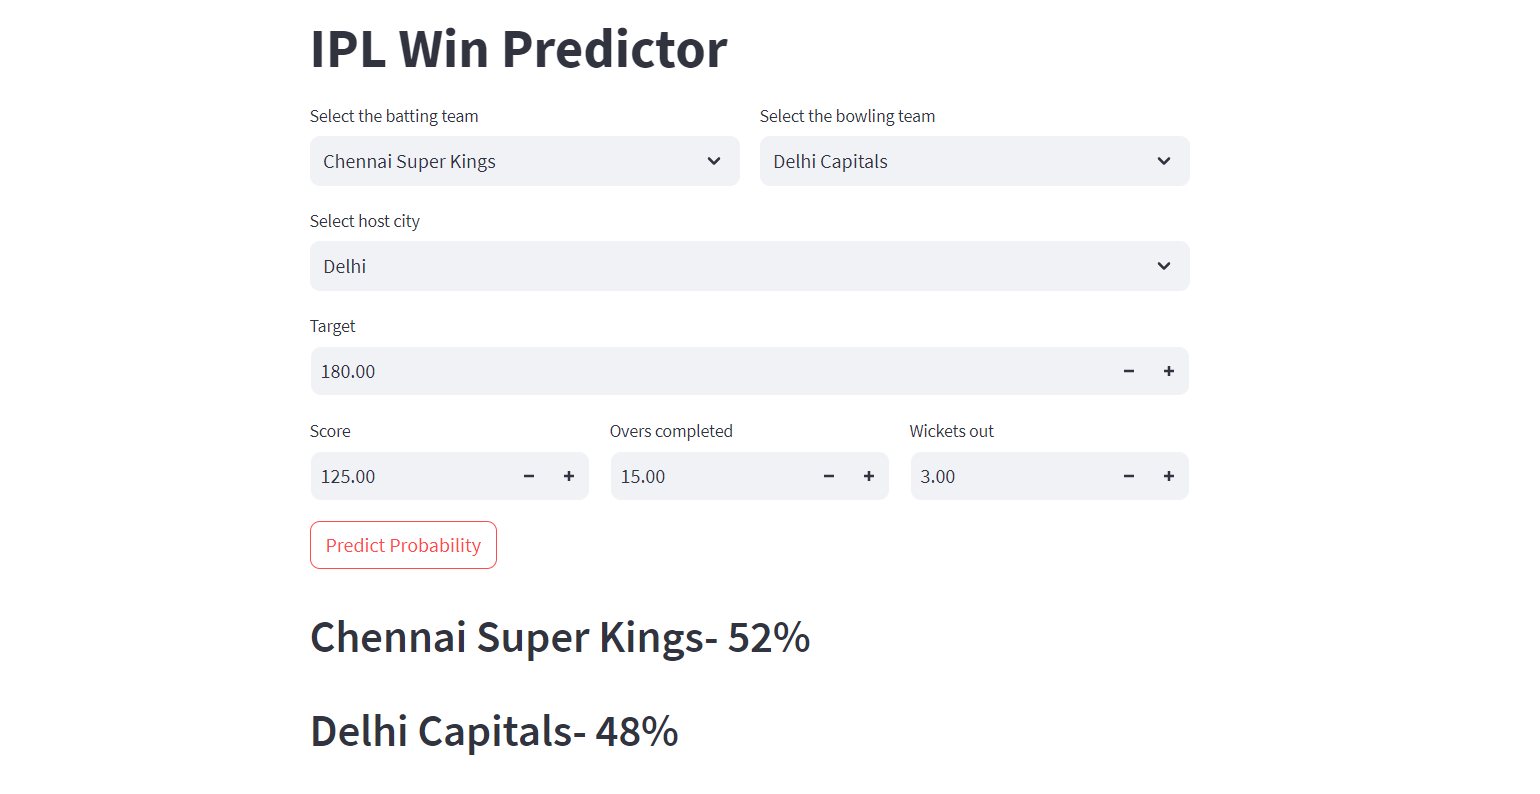 IPL Win Predictor
Select the batting team
Select the bowling team
Chennai Super Kings
Delhi Capitals
Select host city
Delhi
Target
180.00
Score
Overs completed
Wickets out
125.00
15.00
3.00
Predict Probability
Chennai Super Kings- 52%
Delhi Capitals- 48%